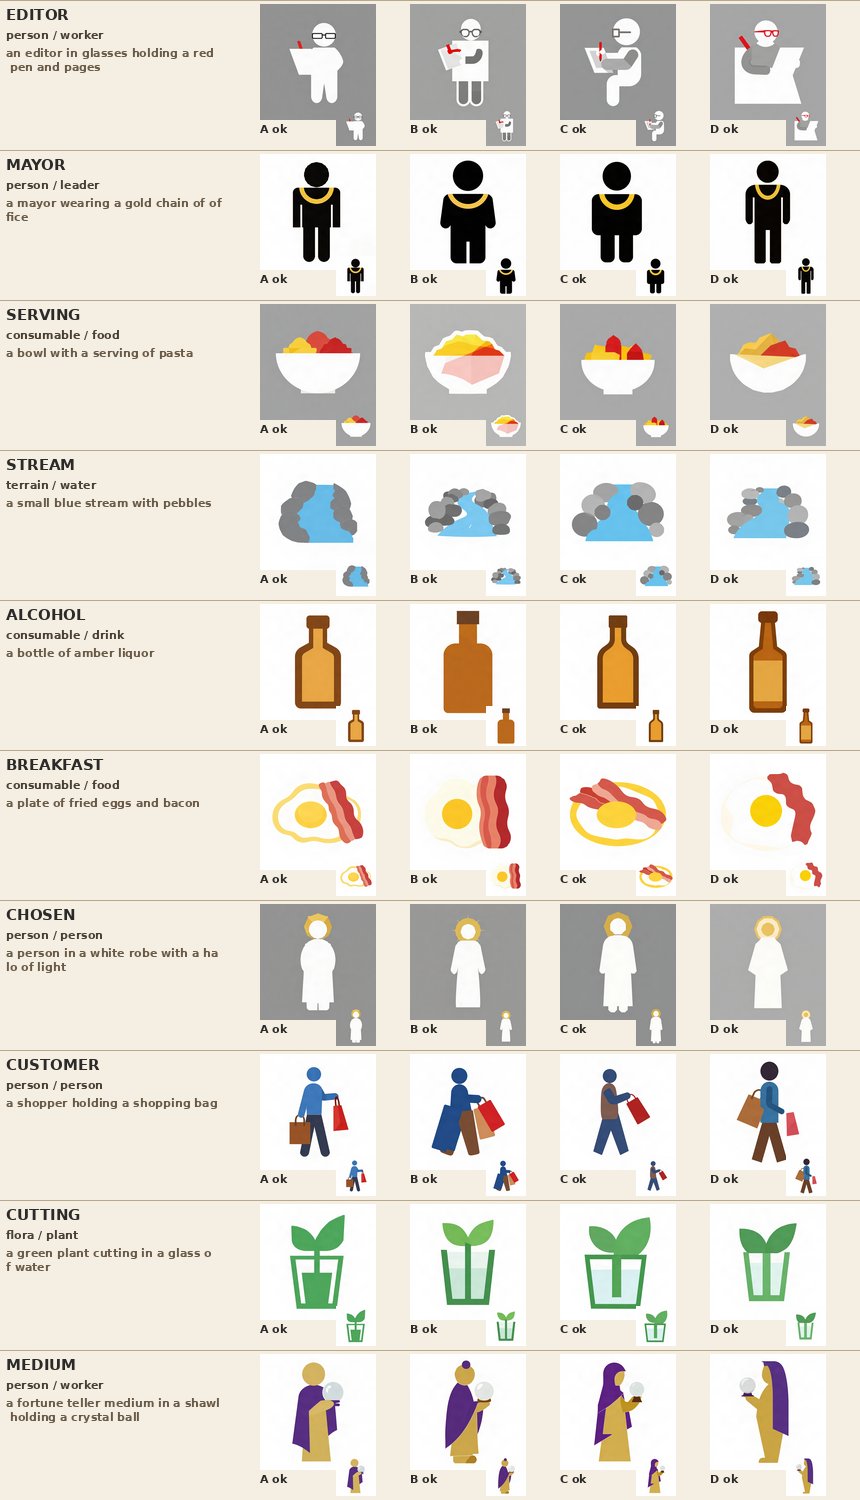 EDITOR
person / worker
an editor in glasses holding a red
pen and pages
A ok
B ok
C ok
D ok
MAYOR
person / leader
a mayor wearing a gold chain of of
fice
A ok
B ok
C ok
D ok
SERVING
consumable / food
a bowl with a serving of pasta
A ok
B ok
C ok
D ok
STREAM
terrain / water
a small blue stream with pebbles
A ok
B ok
C ok
D ok
ALCOHOL
consumable / drink
a bottle of amber liquor
A ok
B ok
C ok
D ok
BREAKFAST
consumable / food
a plate of fried eggs and bacon
A ok
B ok
C ok
D ok
CHOSEN
person / person
a person in a white robe with a ha
lo of light
A ok
B ok
C ok
D ok
CUSTOMER
person / person
a shopper holding a shopping bag
A ok
B ok
C ok
D ok
CUTTING
flora / plant
a green plant cutting in a glass o
f water
A ok
B ok
C ok
D ok
MEDIUM
person / worker
a fortune teller medium in a shawl
holding a crystal ball
A ok
B ok
C ok
D ok